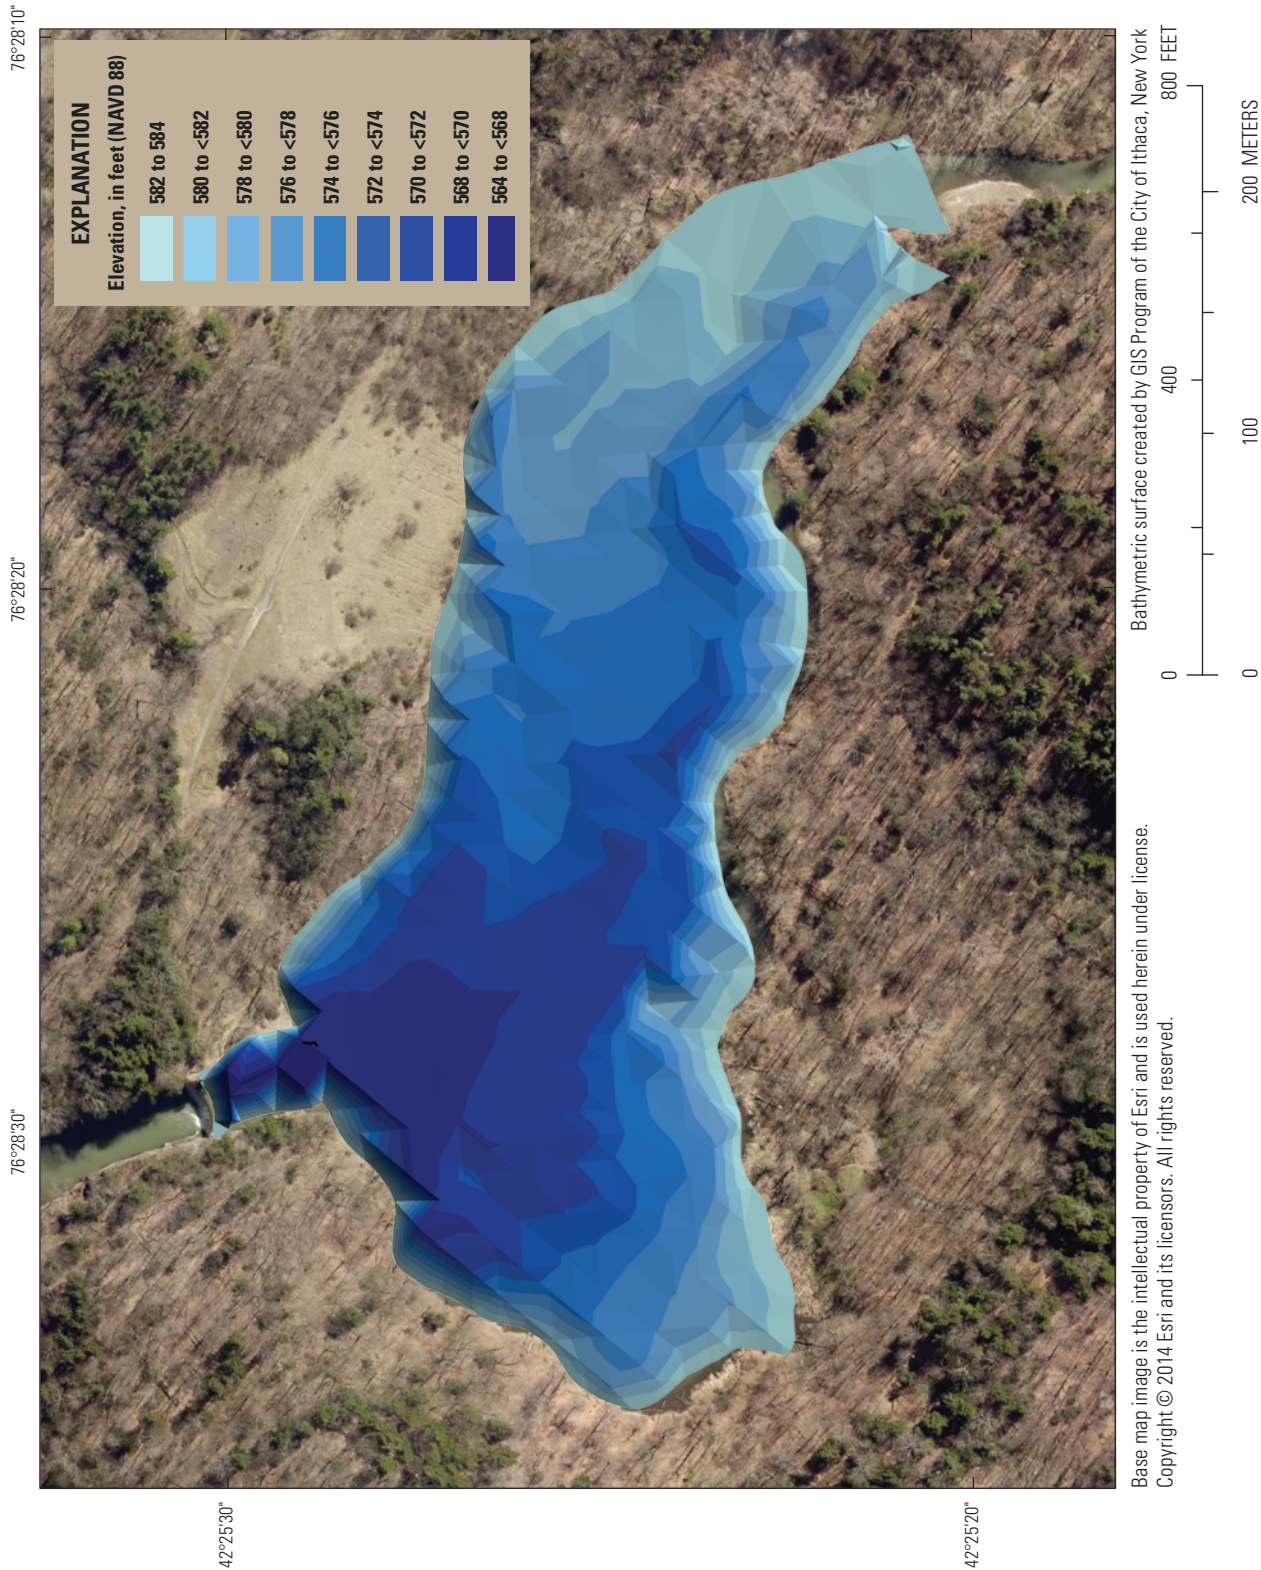 76°28'30"
76°28'20"
76°28'10"
42°25'30"
42°25'20"
EXPLANATION
Elevation, in feet (NAVD 88)
582 to 584
580 to <582
578 to <580
576 to <578
574 to <576
572 to <574
570 to <572
568 to <570
564 to <568
Base map image is the intellectual property of Esri and is used herein under license.
Copyright © 2014 Esri and its licensors. All rights reserved.
Bathymetric surface created by GIS Program of the City of Ithaca, New York
0 400 800 FEET
0 100 200 METERS